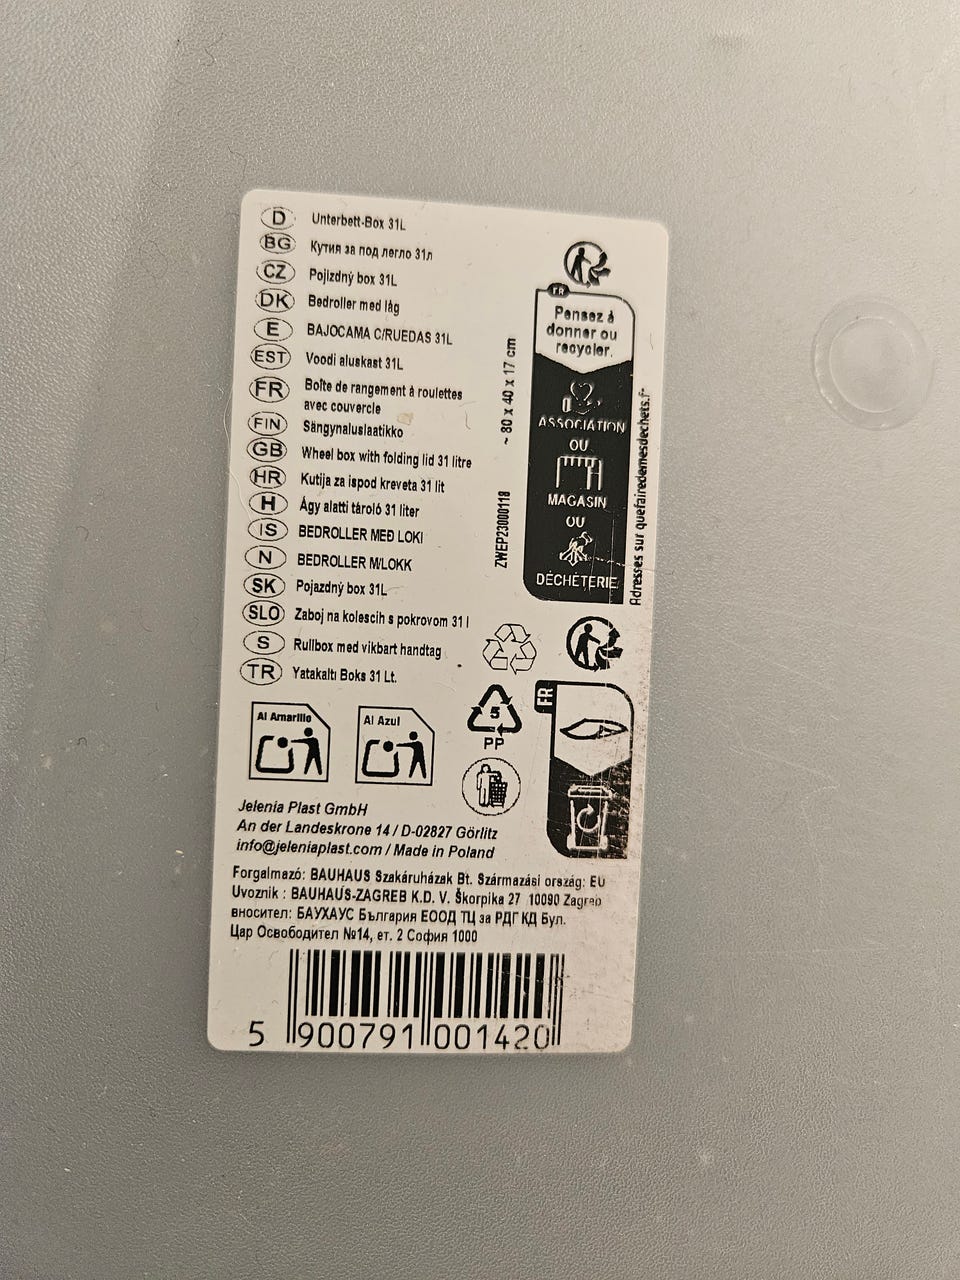 D Unterbett-Box 31L
BG Кутия за под легло 31л
CZ Pojízdný box 31L
DK Bedroller med låg
E BAJOCAMA C/RUEDAS 31L
EST Voodi aluskast 31L
FR Boîte de rangement à roulettes
avec couvercle
FIN Sängynaluslaatikko
GB Wheel box with folding lid 31 litre
HR Kutija za ispod kreveta 31 lit
H Ágy alatti tároló 31 liter
IS BEDROLLER MEÐ LOKI
N BEDROLLER M/LOKK
SK Pojazdný box 31L
SLO Zaboj na kolescih s pokrovom 31 l
S Rullbox med vikbart handtag
TR Yatakaltı Boks 31 Lt.
~ 80 x 40 x 17 cm
ZWEP23000118
FR
Pensez à
donner ou
recycler.
ASSOCIATION
OU
MAGASIN
OU
DÉCHÈTERIE
Adresses sur quefairedemesdechets.fr
Al Amarillo
Al Azul
5
PP
FR
Jelenia Plast GmbH
An der Landeskrone 14 / D-02827 Görlitz
info@jeleniaplast.com / Made in Poland
Forgalmazó: BAUHAUS Szakáruházak Bt. Származási ország: EU
Uvoznik : BAUHAUS-ZAGREB K.D. V. Škorpika 27 10090 Zagreb
вносител: БАУХАУС България ЕООД ТЦ за РДГ КД Бул.
Цар Освободител №14, ет. 2 София 1000
5 900791 001420